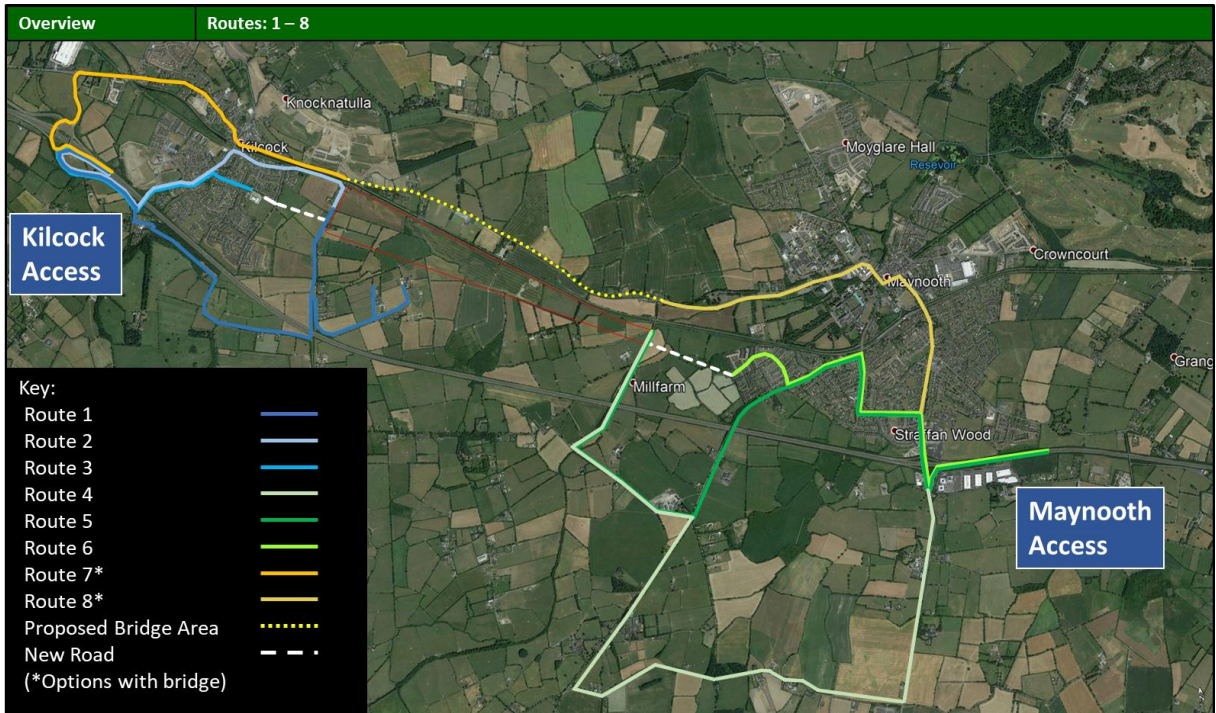 Overview
Routes: 1 – 8
Knocknatulla
Kilcock
Moyglare Hall
Resevoir
Kilcock
Access
Crowncourt
Maynooth
Grang
Millfarm
Straffan Wood
Maynooth
Access
Key:
Route 1
Route 2
Route 3
Route 4
Route 5
Route 6
Route 7*
Route 8*
Proposed Bridge Area
New Road
(*Options with bridge)